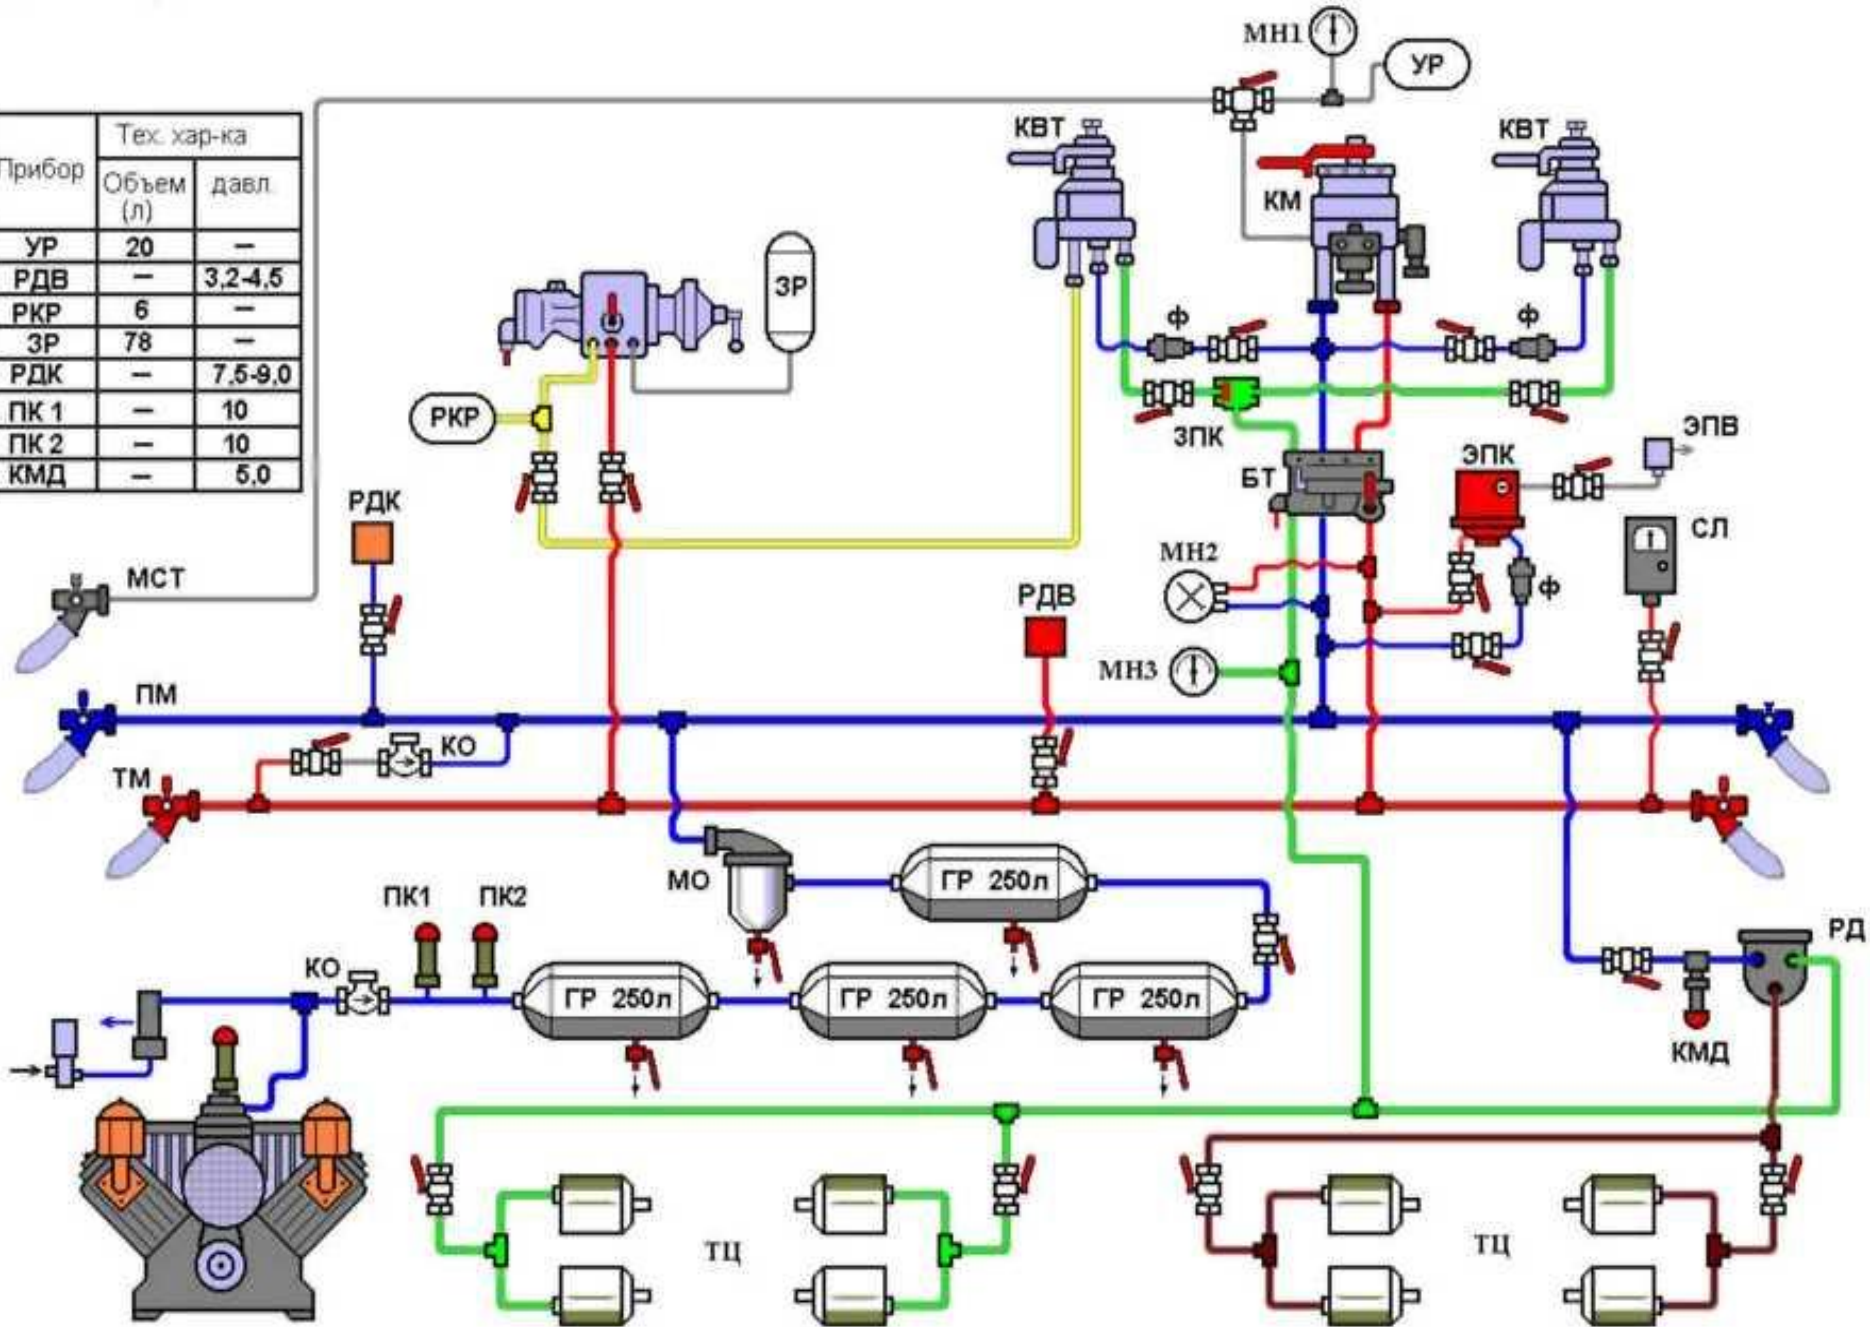 Прибор Тех. хар-ка
Объем (л) давл.
УР 20 —
РДВ — 3,2-4,5
РКР 6 —
ЗР 78 —
РДК — 7,5-9,0
ПК 1 — 10
ПК 2 — 10
КМД — 5,0
МН1
УР
КВТ
КМ
КВТ
ЗР
ф
ф
РКР
ЗПК
БТ
ЭПК
ЭПВ
СЛ
РДК
МСТ
МН2
ф
РДВ
МН3
ПМ
КО
ТМ
МО
ГР 250л
ПК1
ПК2
КО
ГР 250л
ГР 250л
ГР 250л
РД
КМД
ТЦ
ТЦ